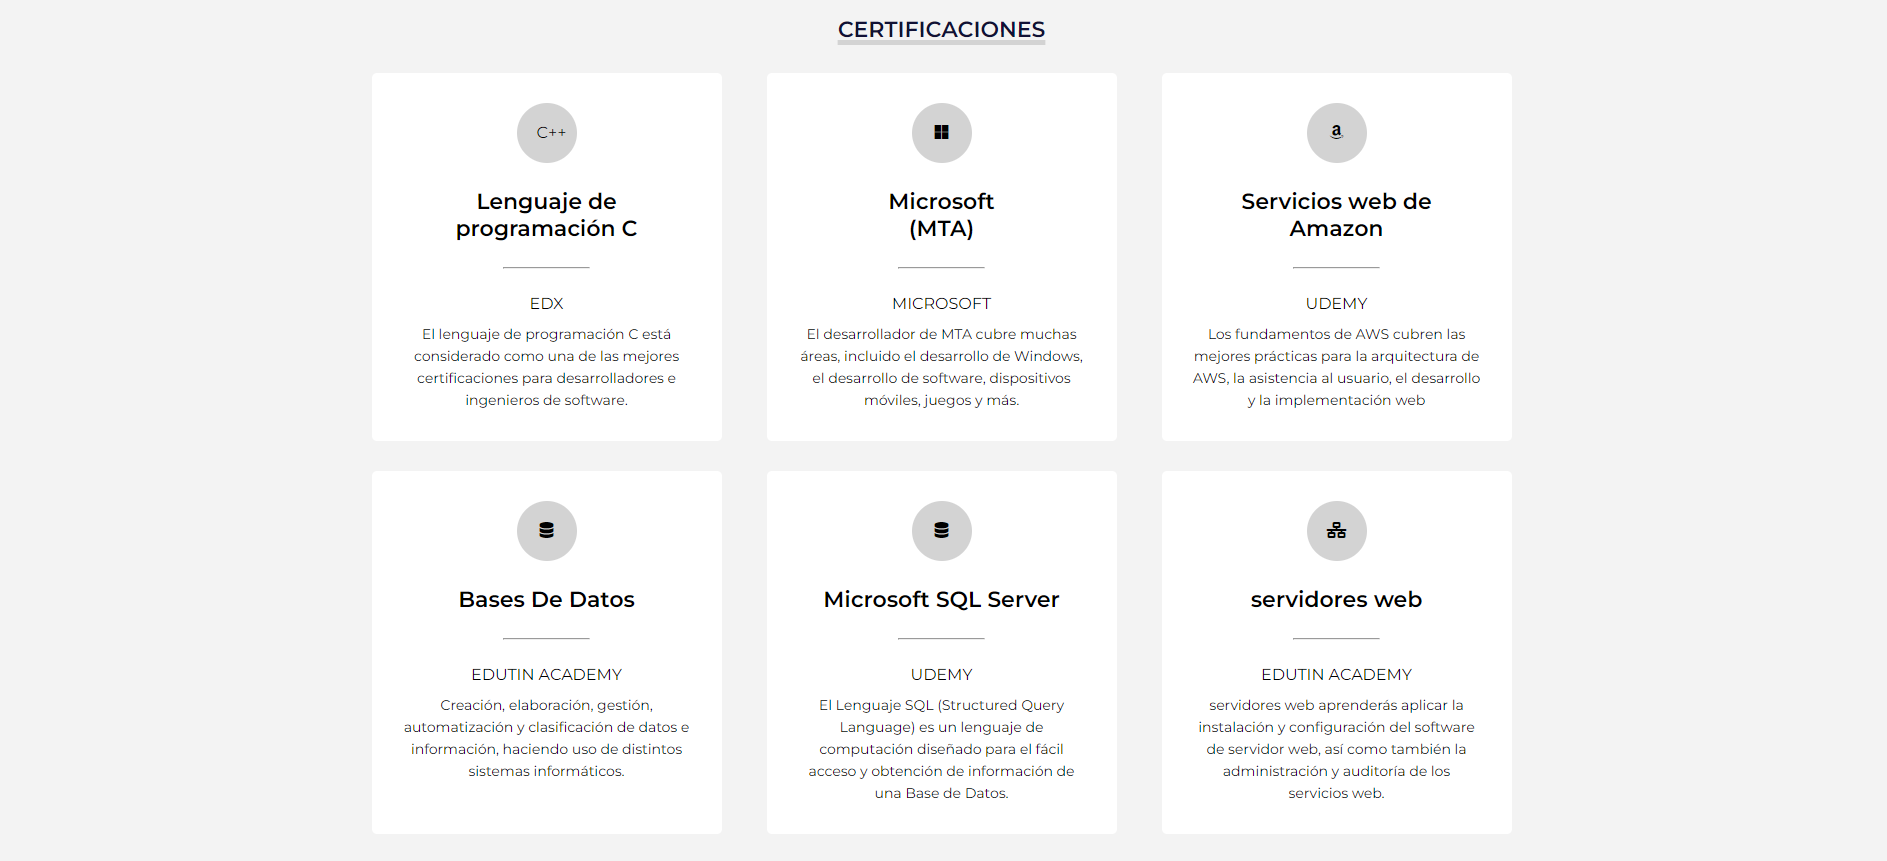 CERTIFICACIONES
C++
Lenguaje de
programación C
EDX
El lenguaje de programación C está
considerado como una de las mejores
certificaciones para desarrolladores e
ingenieros de software.
Microsoft
(MTA)
MICROSOFT
El desarrollador de MTA cubre muchas
áreas, incluido el desarrollo de Windows,
el desarrollo de software, dispositivos
móviles, juegos y más.
a
Servicios web de
Amazon
UDEMY
Los fundamentos de AWS cubren las
mejores prácticas para la arquitectura de
AWS, la asistencia al usuario, el desarrollo
y la implementación web
Bases De Datos
EDUTIN ACADEMY
Creación, elaboración, gestión,
automatización y clasificación de datos e
información, haciendo uso de distintos
sistemas informáticos.
Microsoft SQL Server
UDEMY
El Lenguaje SQL (Structured Query
Language) es un lenguaje de
computación diseñado para el fácil
acceso y obtención de información de
una Base de Datos.
servidores web
EDUTIN ACADEMY
servidores web aprenderás aplicar la
instalación y configuración del software
de servidor web, así como también la
administración y auditoría de los
servicios web.